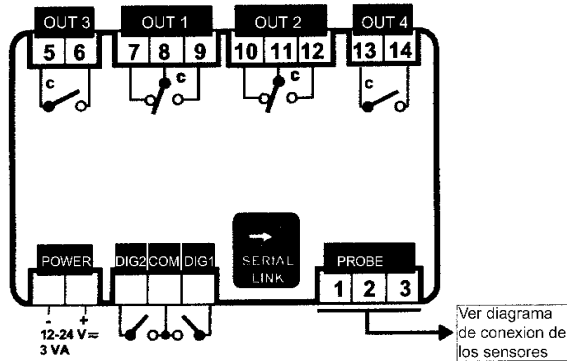 OUT 3 OUT 1 OUT 2 OUT 4
5 6 7 8 9 10 11 12 13 14
c c c c
POWER DIG2 COM DIG1 SERIAL LINK PROBE
1 2 3
- +
12-24 V
3 VA
Ver diagrama
de conexion de
los sensores